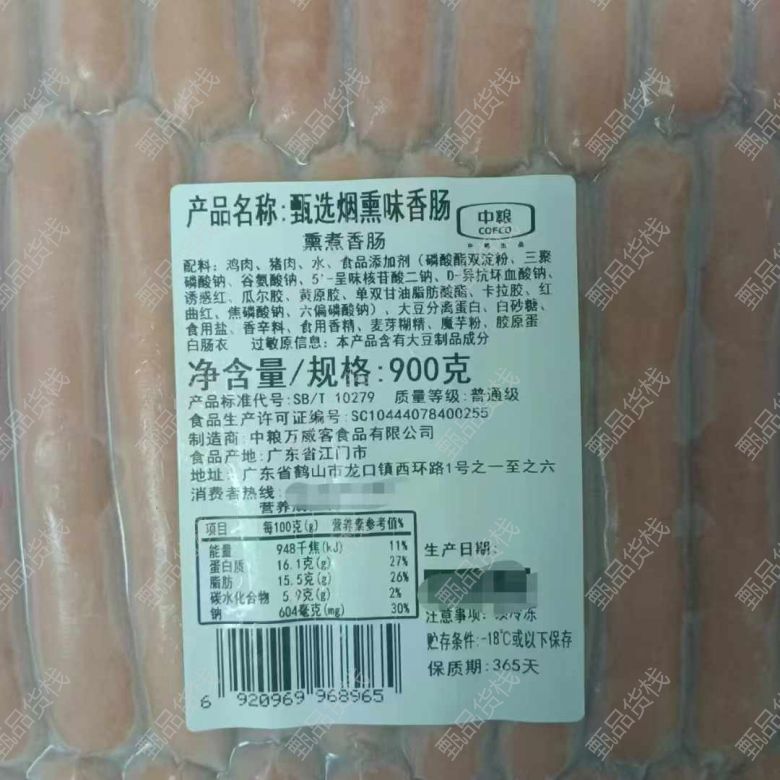 产品名称:甄选烟熏味香肠
中粮
COFCO
中粮出品
熏煮香肠
配料:鸡肉、猪肉、水、食品添加剂(磷酸酯双淀粉、三聚
磷酸钠、谷氨酸钠、5'-呈味核苷酸二钠、D-异抗坏血酸钠、
诱惑红、瓜尔胶、黄原胶、单双甘油脂肪酸酯、卡拉胶、红
曲红、焦磷酸钠、六偏磷酸钠)、大豆分离蛋白、白砂糖、
食用盐、香辛料、食用香精、麦芽糊精、魔芋粉、胶原蛋
白肠衣 过敏原信息:本产品含有大豆制品成分
净含量/规格:900克
产品标准代号:SB/T 10279 质量等级:普通级
食品生产许可证编号:SC10444078400255
制造商:中粮万威客食品有限公司
食品产地:广东省江门市
地址:广东省鹤山市龙口镇西环路1号之一至之六
消费者热线:
营养成
项目 每100克(g) 营养素参考值%
能量 948千焦(kJ) 11%
蛋白质 16.1克(g) 27%
脂肪 15.5克(g) 26%
碳水化合物 5.9克(g) 2%
钠 604毫克(mg) 30%
生产日期:
注意事项:须冷冻
贮存条件:-18℃或以下保存
保质期:365天
6 920969 968965
甄品货栈